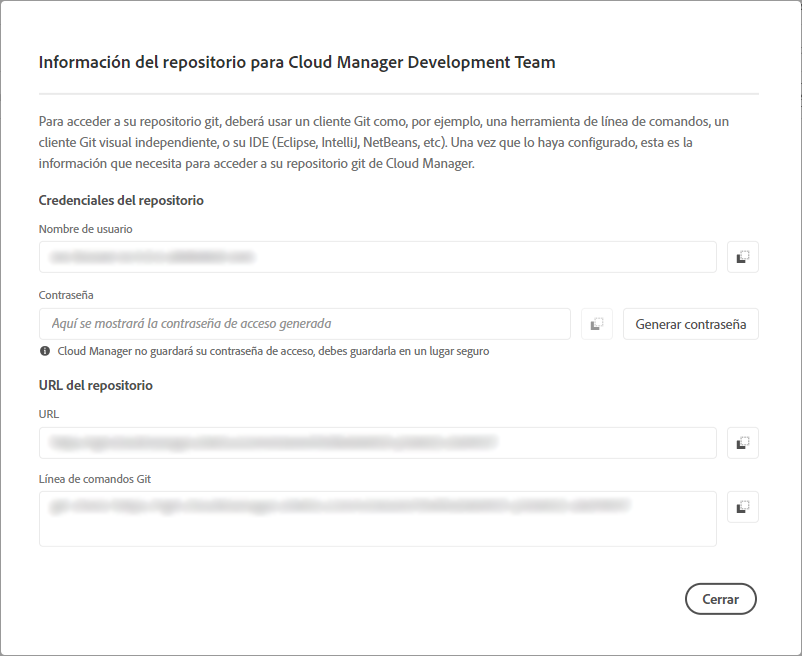 Información del repositorio para Cloud Manager Development Team
Para acceder a su repositorio git, deberá usar un cliente Git como, por ejemplo, una herramienta de línea de comandos, un
cliente Git visual independiente, o su IDE (Eclipse, IntelliJ, NetBeans, etc). Una vez que lo haya configurado, esta es la
información que necesita para acceder a su repositorio git de Cloud Manager.
Credenciales del repositorio
Nombre de usuario
Contraseña
Aquí se mostrará la contraseña de acceso generada
Generar contraseña
Cloud Manager no guardará su contraseña de acceso, debes guardarla en un lugar seguro
URL del repositorio
URL
Línea de comandos Git
Cerrar